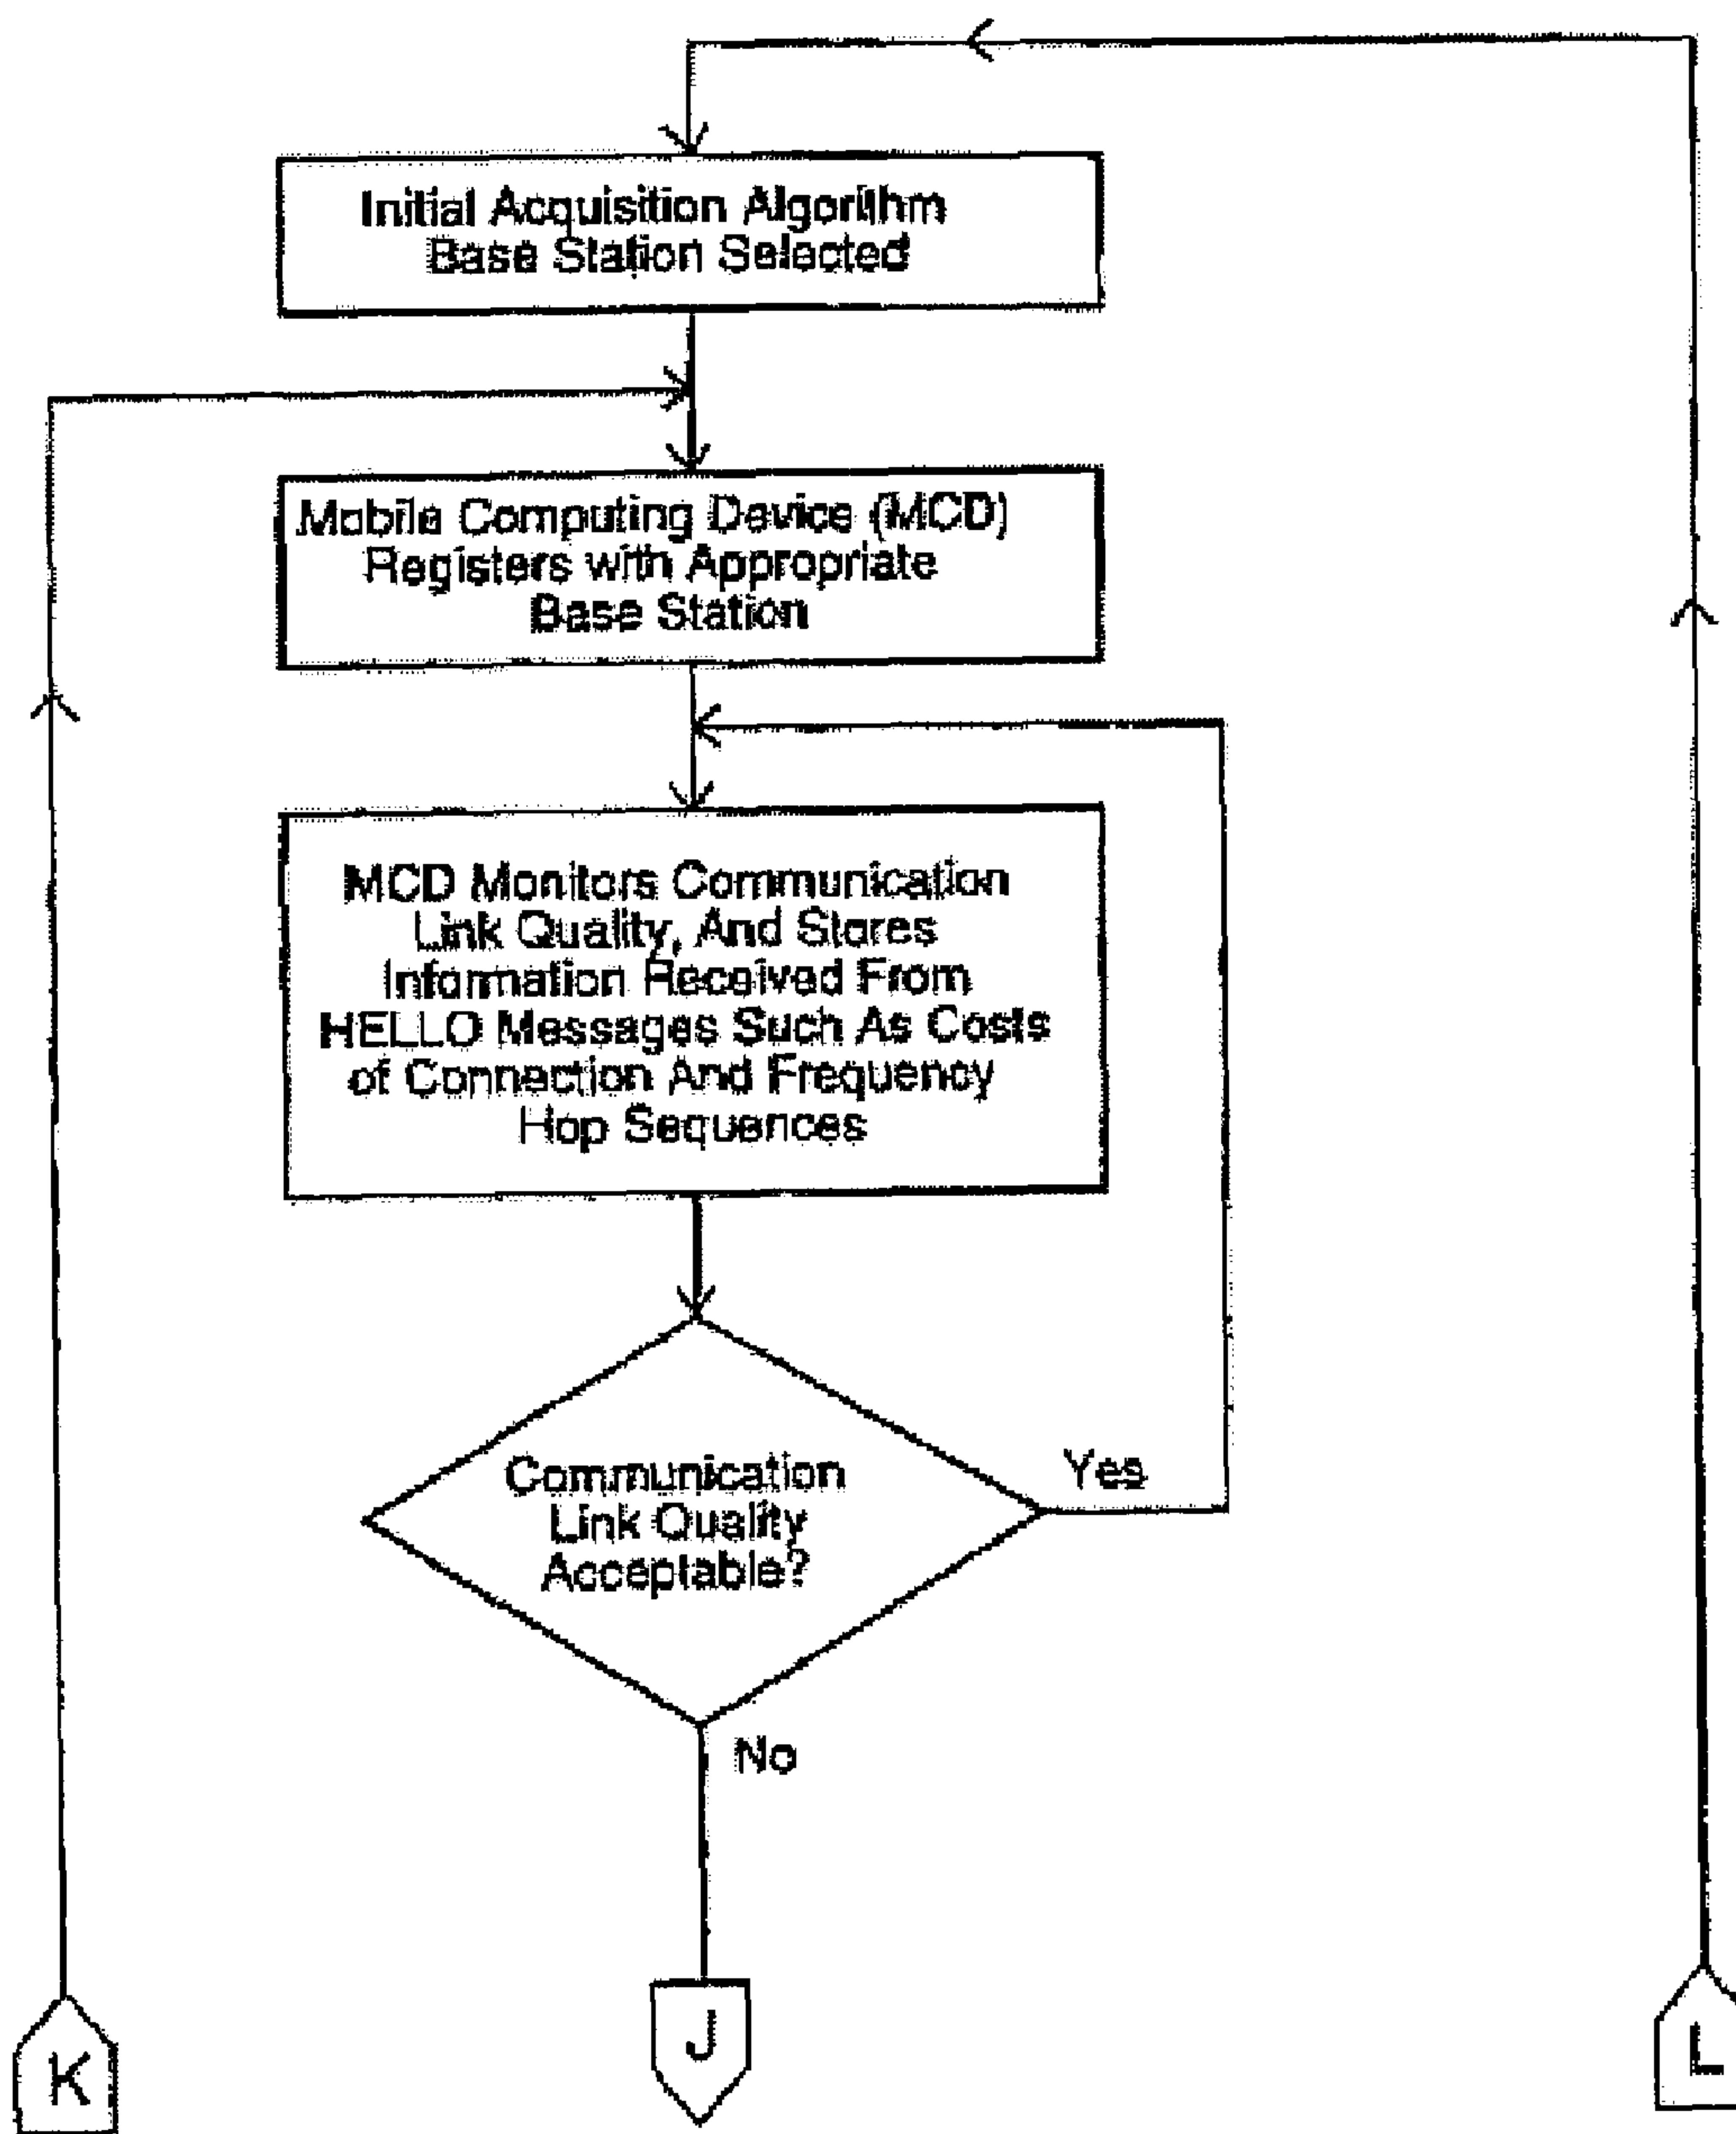 Initial Acquisition Algorithm
Base Station Selected
Mobile Computing Device (MCD)
Registers with Appropriate
Base Station
MCD Monitors Communication
Link Quality, And Stores
Information Received From
HELLO Messages Such As Costs
of Connection And Frequency
Hop Sequences
Communication
Link Quality
Acceptable?
Yes
No
K
J
L